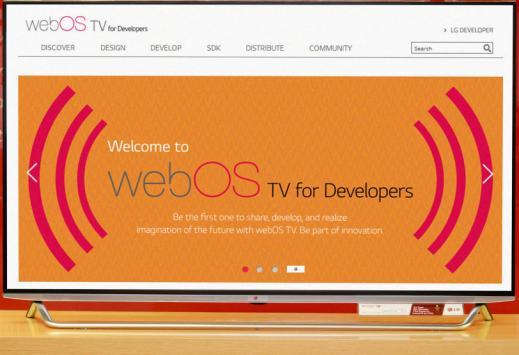 webOS TV for Developers
> LG DEVELOPER
DISCOVER DESIGN DEVELOP SDK DISTRIBUTE COMMUNITY
Search
Welcome to
webOS TV for Developers
Be the first one to share, develop, and realize
imagination of the future with webOS TV. Be part of innovation.
LG